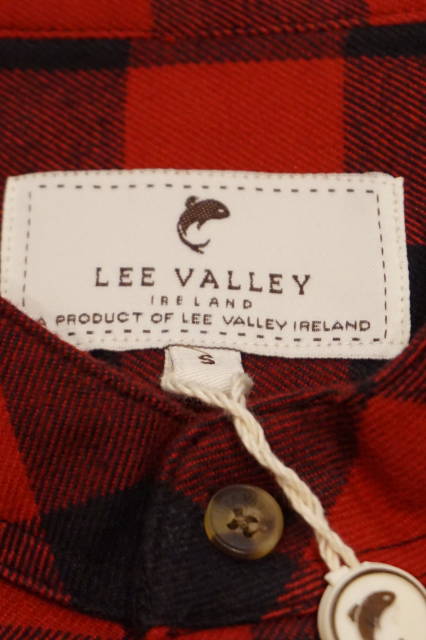 LEE VALLEY
IRELAND
A PRODUCT OF LEE VALLEY IRELAND
S